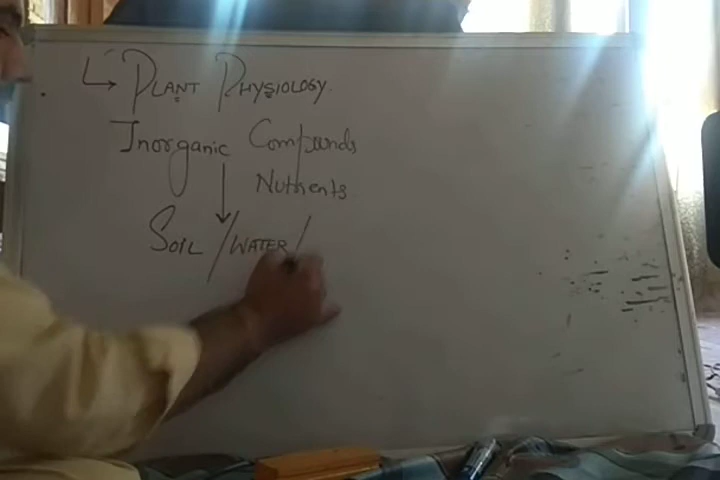 PLANT PHYSIOLOGY.
Inorganic Compounds
Nutrients
SOIL / WATER /